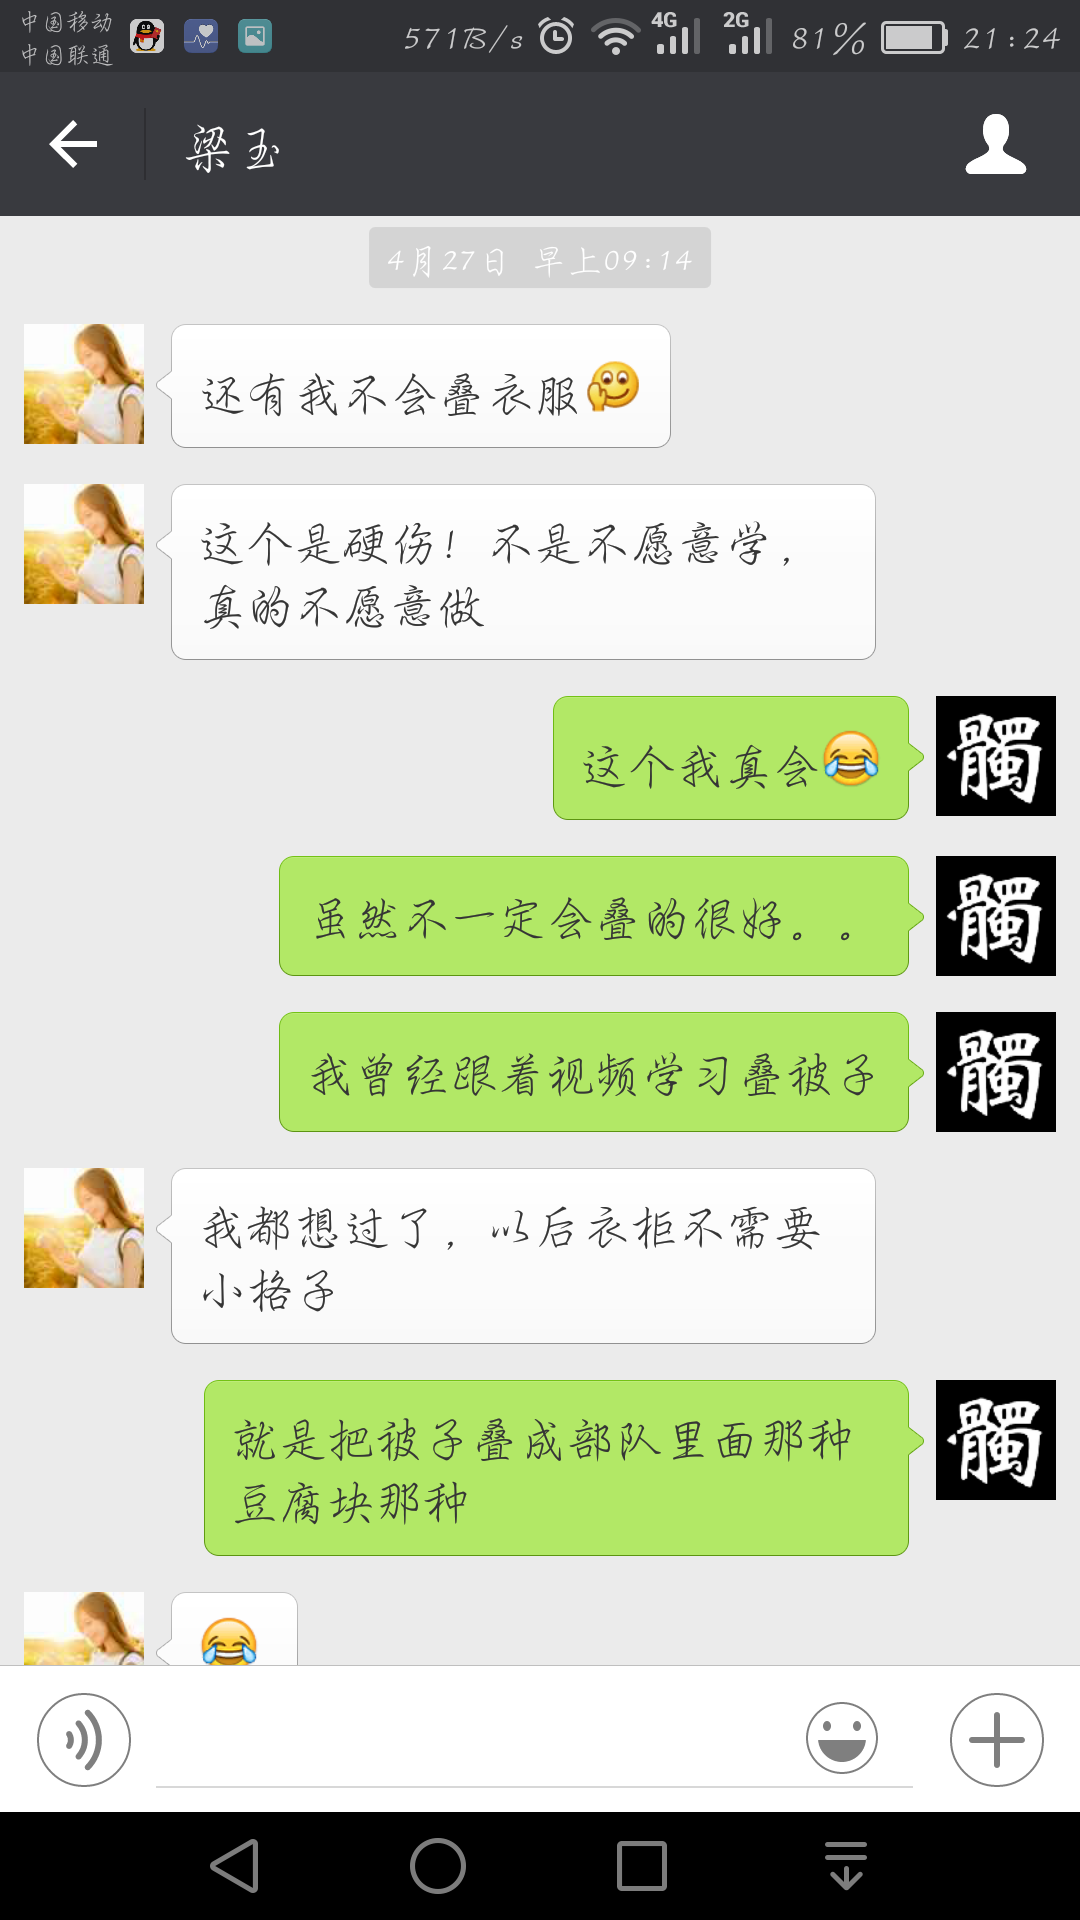 中国移动
中国联通
571B/s
4G
2G
81%
21:24
梁玉
4月27日 早上09:14
还有我不会叠衣服
这个是硬伤！不是不愿意学，
真的不愿意做
这个我真会
髑
虽然不一定会叠的很好。。
髑
我曾经跟着视频学习叠被子
髑
我都想过了，以后衣柜不需要
小格子
就是把被子叠成部队里面那种
豆腐块那种
髑